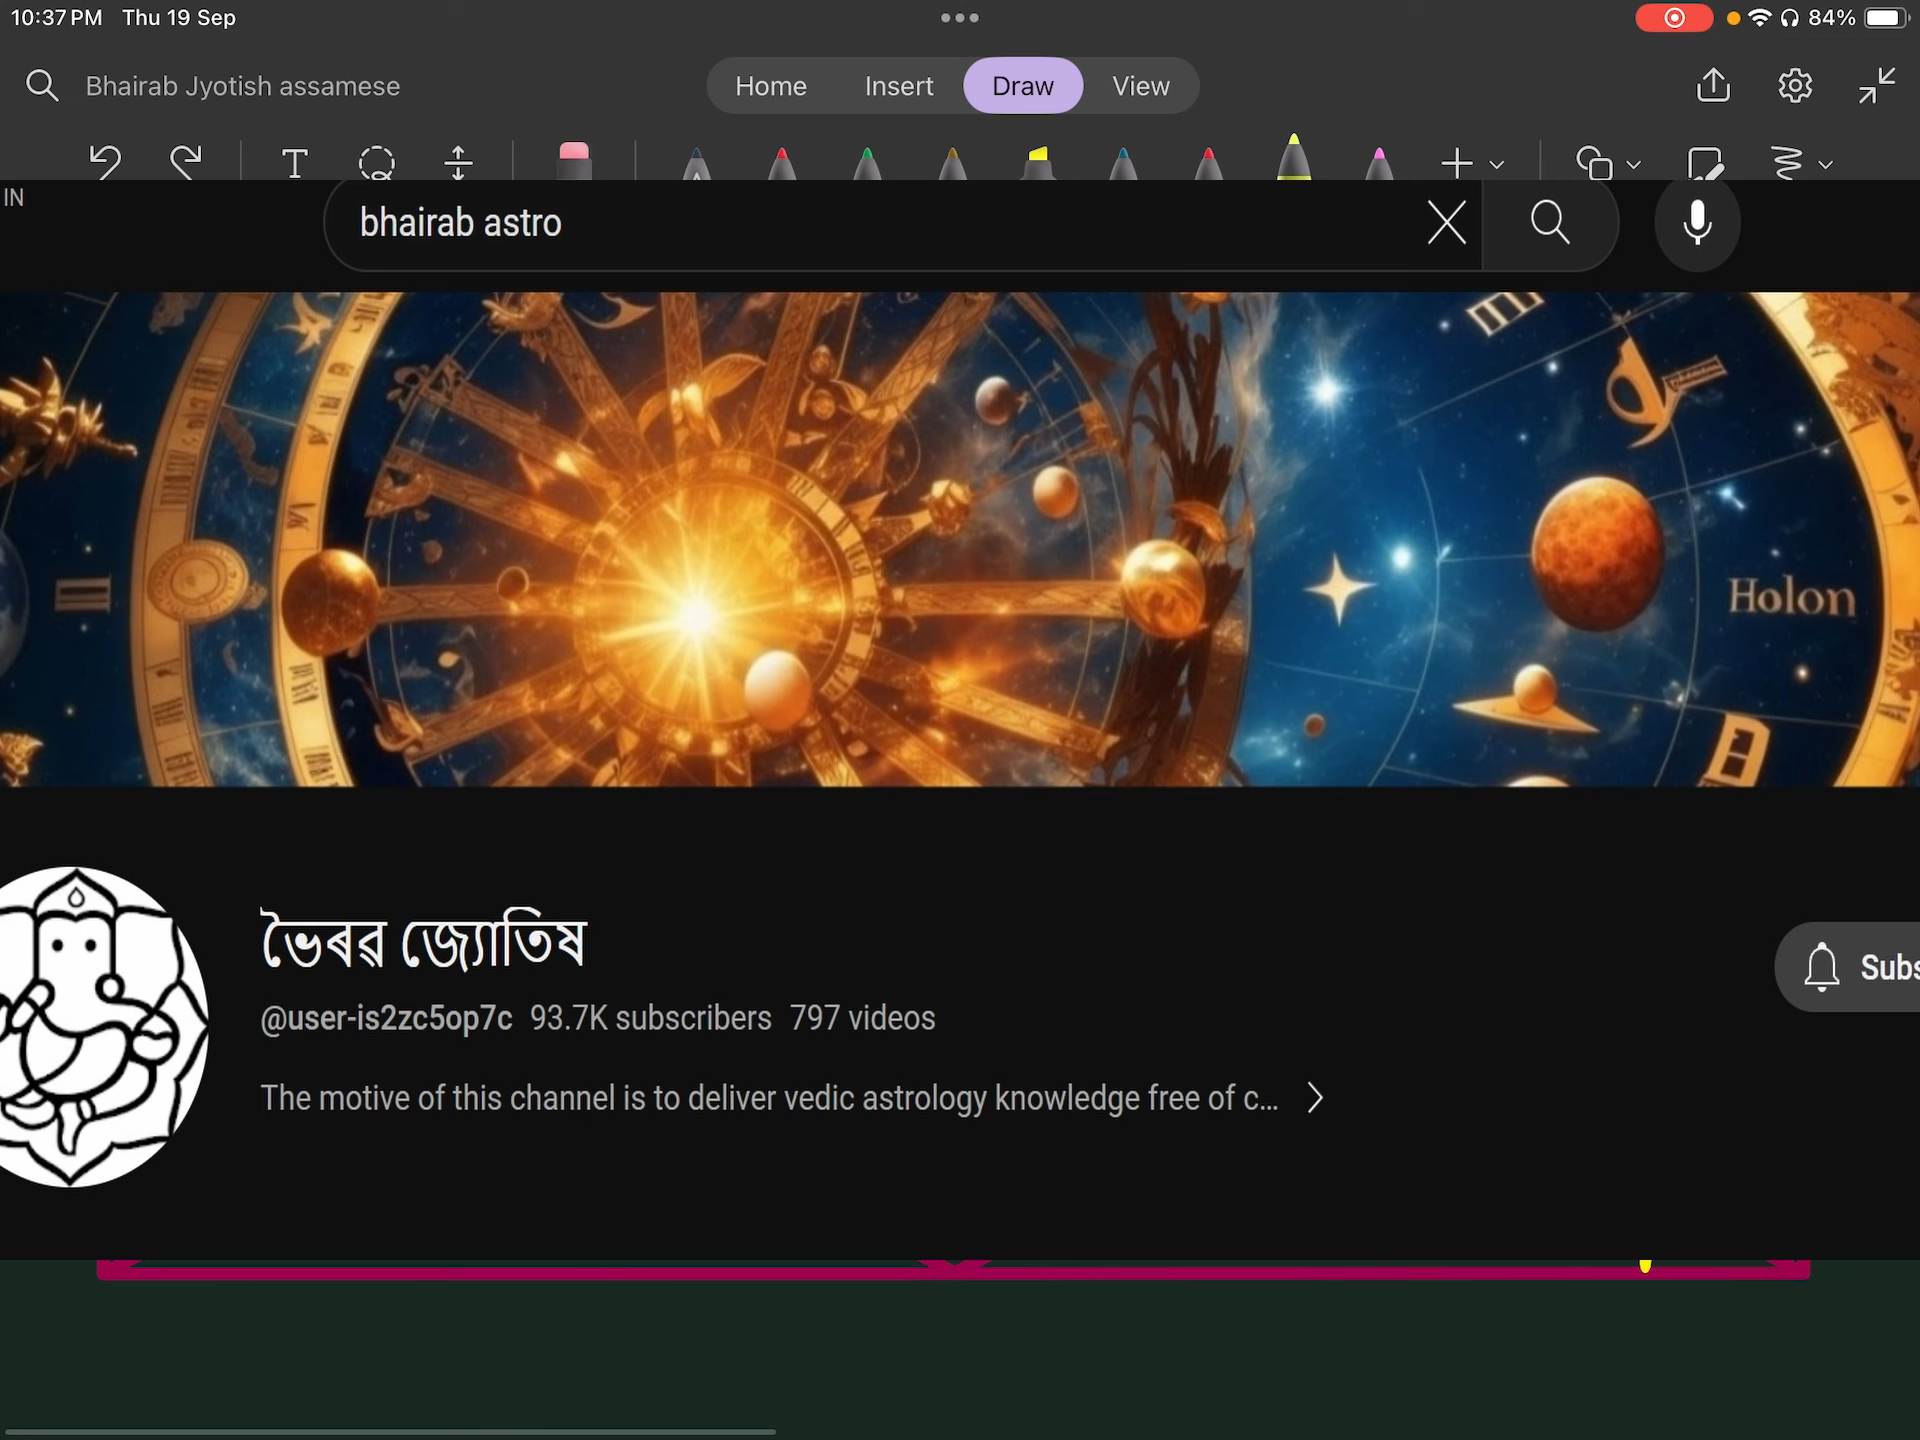 10:37 PM Thu 19 Sep
84%
Bhairab Jyotish assamese
Home Insert Draw View
IN
bhairab astro
Holon
ভৈৰৱ জ্যোতিষ
@user-is2zc5op7c 93.7K subscribers 797 videos
Subs
The motive of this channel is to deliver vedic astrology knowledge free of c...